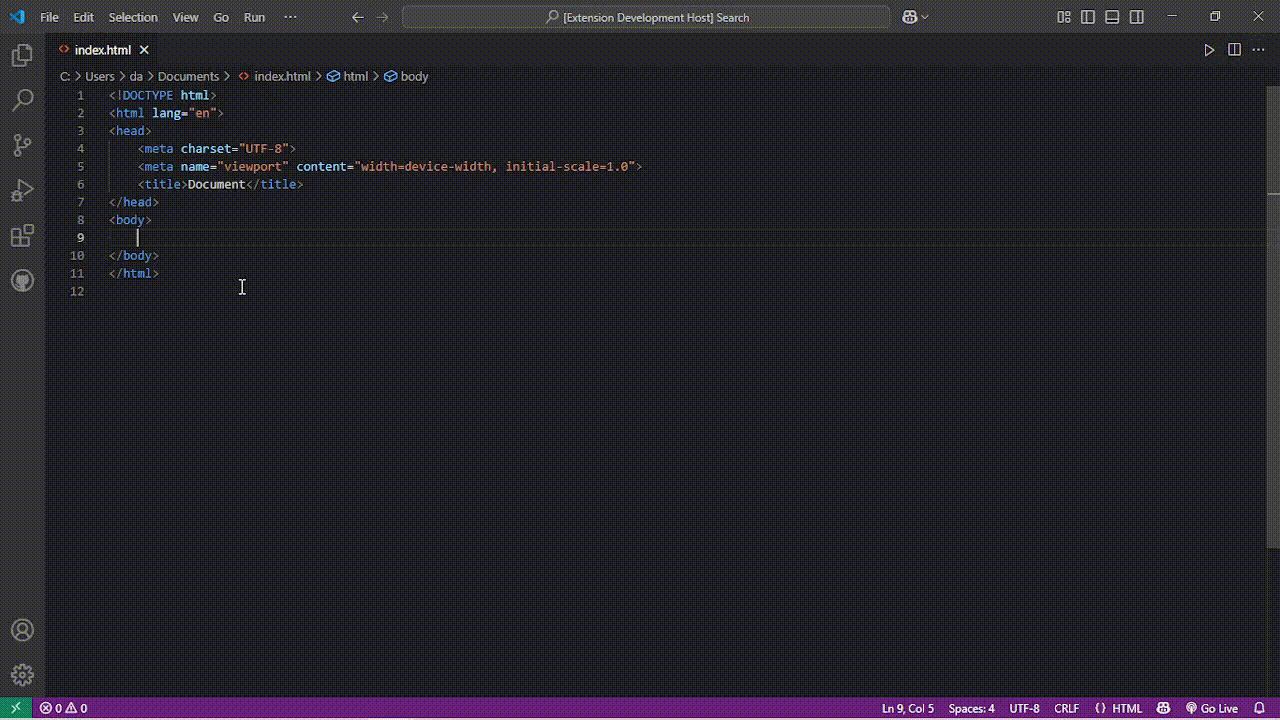 File Edit Selection View Go Run ··· [Extension Development Host] Search
index.html
C: > Users > da > Documents > index.html > html > body
1 <!DOCTYPE html>
2 <html lang="en">
3 <head>
4 <meta charset="UTF-8">
5 <meta name="viewport" content="width=device-width, initial-scale=1.0">
6 <title>Document</title>
7 </head>
8 <body>
9
10 </body>
11 </html>
12
0 0 Ln 9, Col 5 Spaces: 4 UTF-8 CRLF {} HTML Go Live